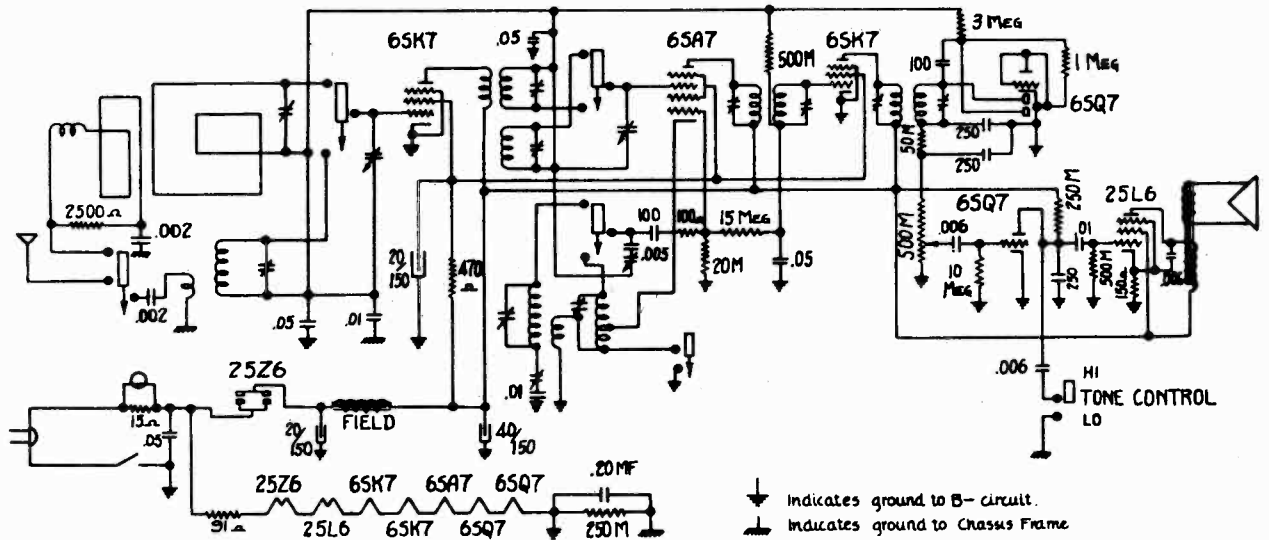 3 MEG
6SK7
.05
6SA7
500M
6SK7
100
1 MEG
6SQ7
250
50M
250
2500Ω
.002
.002
.05
.01
20/150
470Ω
100
100Ω
15 MEG
.005
20M
.05
6SQ7
250M
25L6
500M
.006
.01
10 MEG
250
500M
150Ω
.006
.01
25Z6
.006
HI
TONE CONTROL
LO
15Ω
.05
20/150
FIELD
40/150
25Z6
6SK7
6SA7
6SQ7
.20 MF
91Ω
25L6
6SK7
6SQ7
250M
Indicates ground to B- circuit.
Indicates ground to Chassis Frame